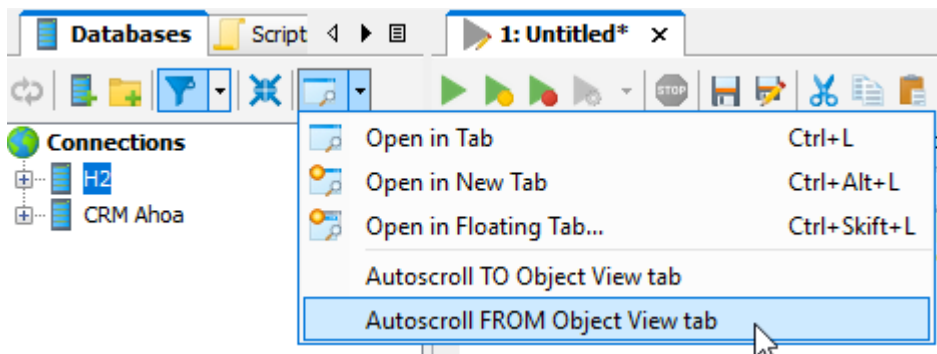 Databases Script 1: Untitled*
STOP
Connections
H2
CRM Ahoa
Open in Tab Ctrl+L
Open in New Tab Ctrl+Alt+L
Open in Floating Tab... Ctrl+Skift+L
Autoscroll TO Object View tab
Autoscroll FROM Object View tab